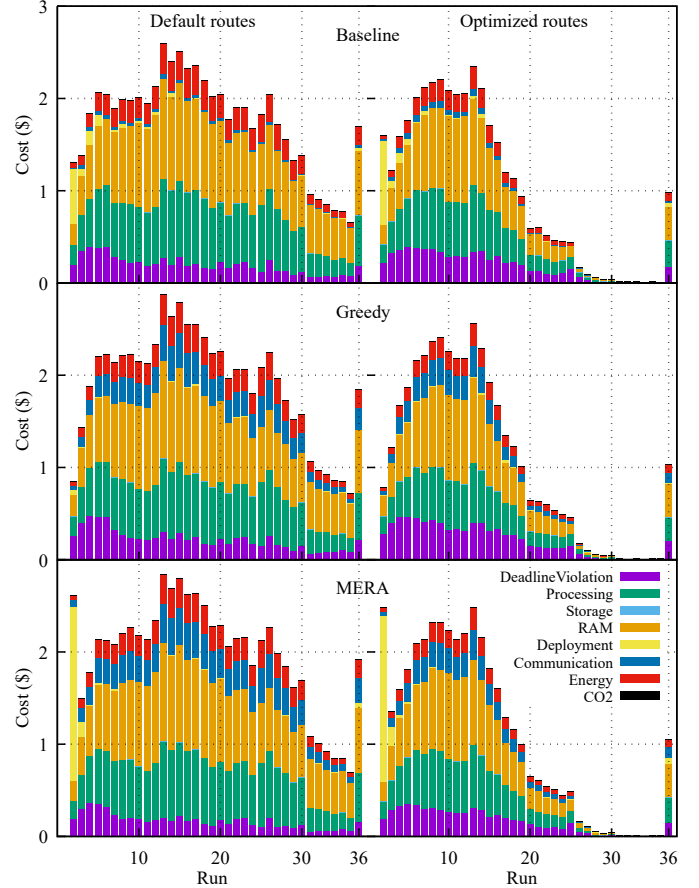 Default routes
Optimized routes
Baseline
3
2
1
0
Cost ($)
Greedy
2
1
0
Cost ($)
MERA
2
1
0
Cost ($)
DeadlineViolation
Processing
Storage
RAM
Deployment
Communication
Energy
CO2
10 20 30 36 10 20 30 36
Run Run